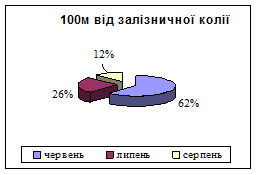 100м від залізничної колії
12%
26%
62%
червень липень серпень